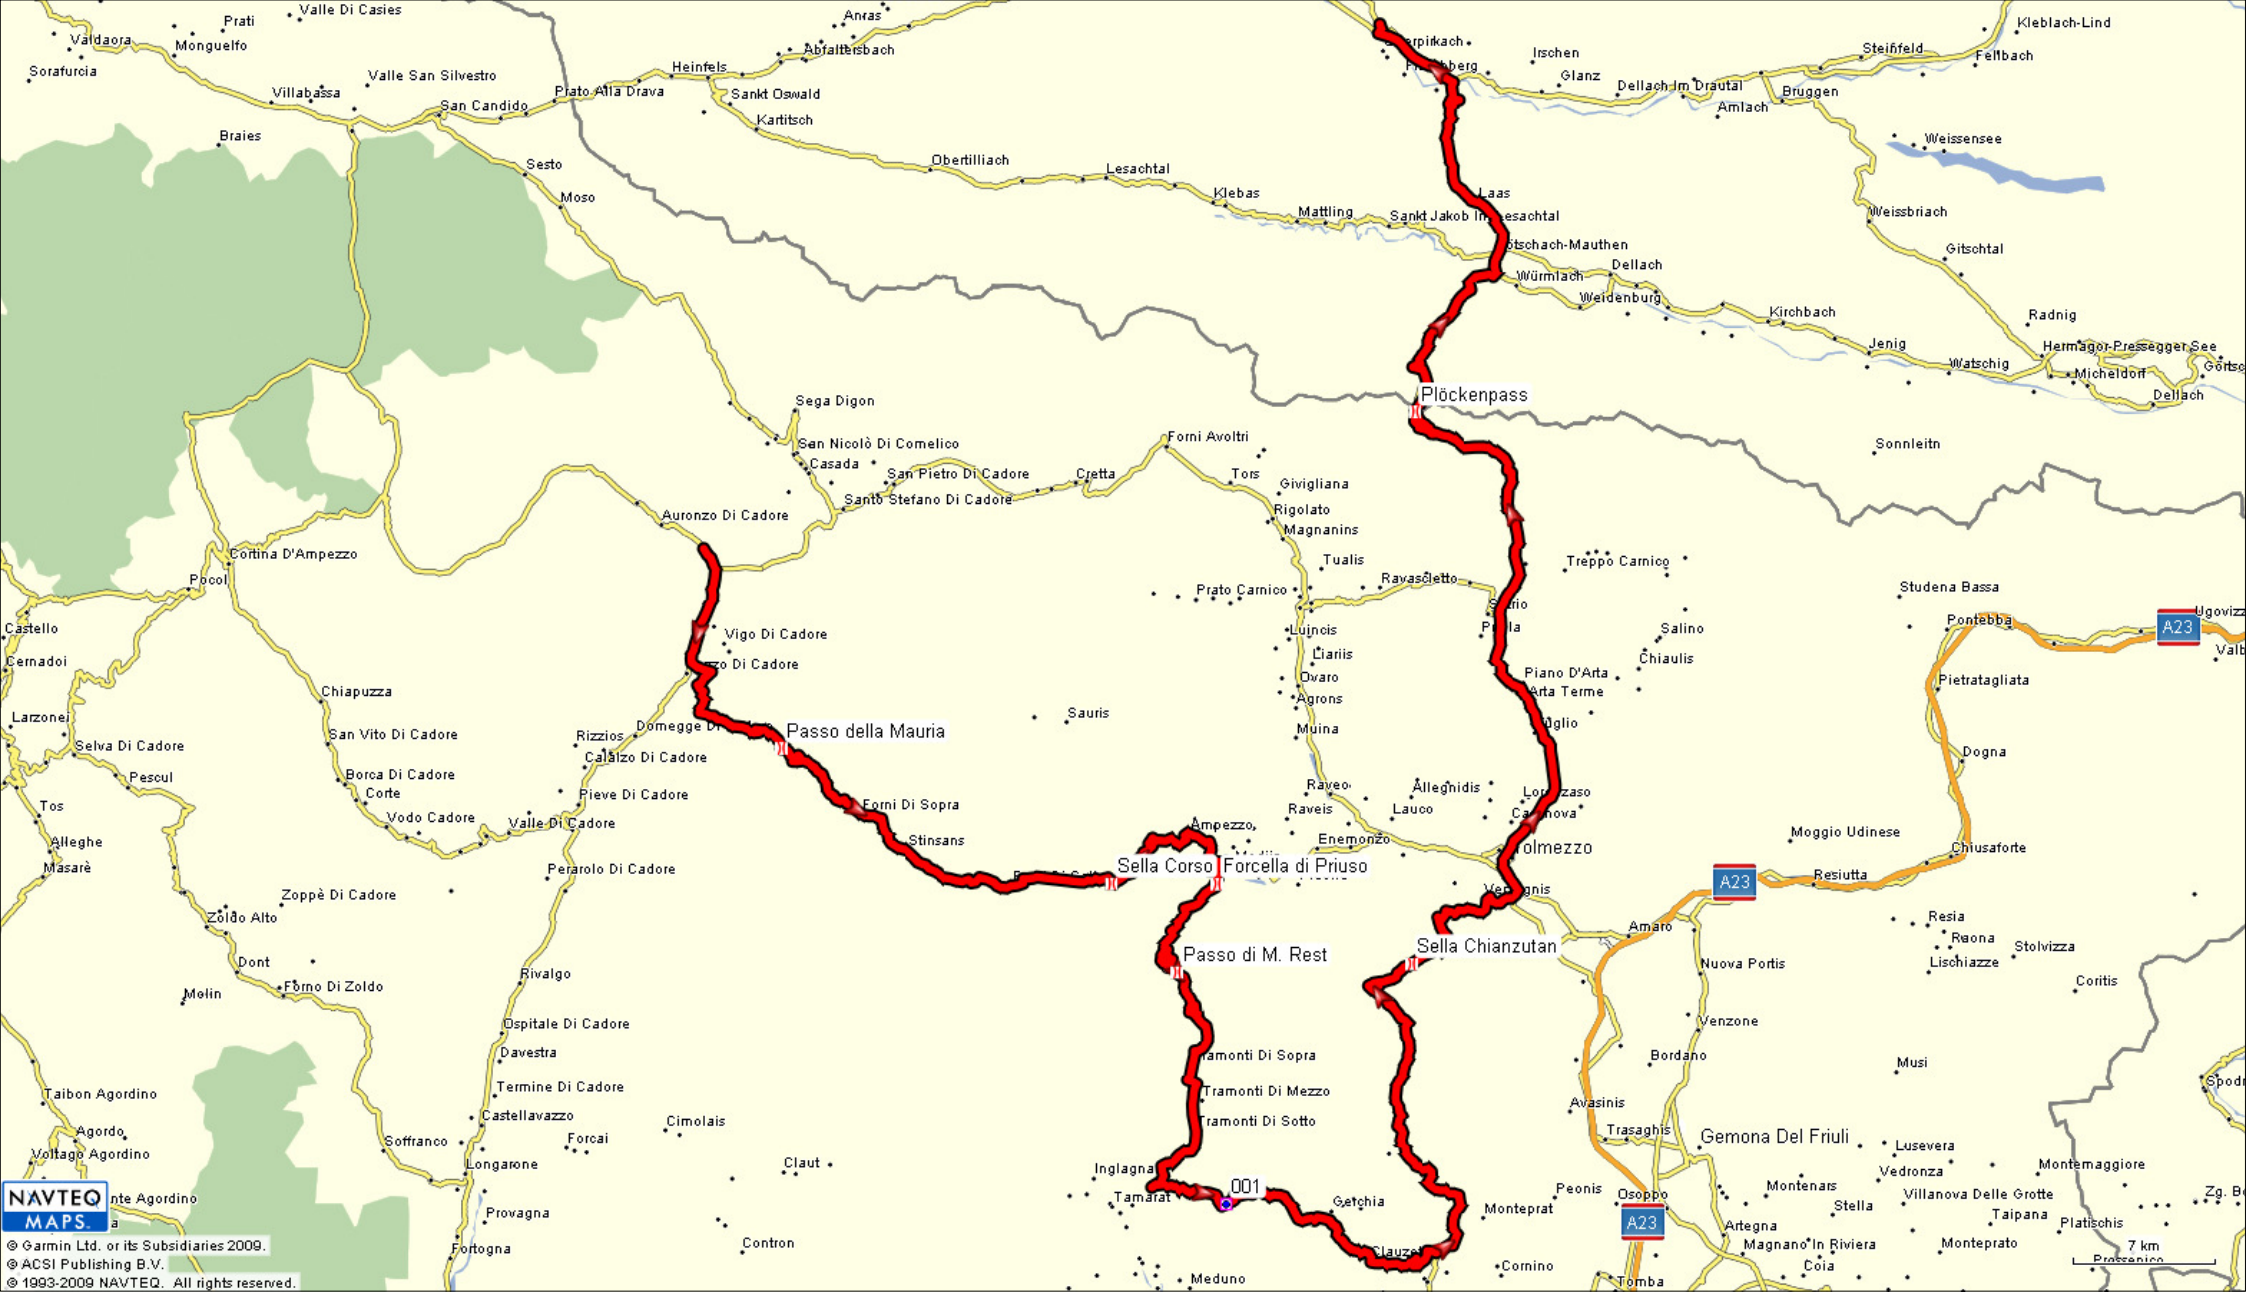 Valle Di Casies
Prati
Anras
Kleblach-Lind
Valdaora
Monguelfo
Abfaltersbach
Irschen
Steinfeld
Fellbach
Sorafurcia
Valle San Silvestro
Heinfels
Glanz
Villabassa
San Candido
Prato Alla Drava
Sankt Oswald
Dellach Im Drautal
Bruggen
Amlach
Kartitsch
Braies
Weissensee
Sesto
Obertilliach
Lesachtal
Moso
Klebas
Laas
Mattling
Sankt Jakob In Lesachtal
Weissbriach
Gitschtal
Dellach
Würmlach
Weidenburg
Kirchbach
Radnig
Jenig
Hermagor-Pressegger See
Watschig
Micheldorf
Dellach
Plöckenpass
Sega Digon
San Nicolò Di Comelico
Forni Avoltri
Sonnleitn
Casada
San Pietro Di Cadore
Cretta
Tors
Givigliana
Santo Stefano Di Cadore
Rigolato
Auronzo Di Cadore
Magnanins
Cortina D'Ampezzo
Tualis
Treppo Carnico
Pocol
Prato Carnico
Ravascletto
Studena Bassa
Castello
Vigo Di Cadore
Luincis
Salino
Pontebba
A23
Cernadoi
Liariis
Chiaulis
Chiapuzza
Ovaro
Piano D'Arta
Arta Terme
Pietratagliata
Agrons
Larzonei
Sauris
Muina
San Vito Di Cadore
Rizzios
Passo della Mauria
Selva Di Cadore
Calalzo Di Cadore
Dogna
Pescul
Borca Di Cadore
Corte
Pieve Di Cadore
Raveo
Allegnidis
Tos
Forni Di Sopra
Raveis
Lauco
Vodo Cadore
Valle Di Cadore
Ampezzo
Moggio Udinese
Alleghe
Stinsans
Enemonzo
Chiusaforte
Masarè
Perarolo Di Cadore
Sella Corso
Forcella di Priuso
A23
Resiutta
Zoppè Di Cadore
Zoldo Alto
Amaro
Resia
Dont
Passo di M. Rest
Sella Chianzutan
Stolvizza
Rivalgo
Nuova Portis
Lischiazze
Forno Di Zoldo
Coritis
Ospitale Di Cadore
Venzone
Davestra
Tramonti Di Sopra
Bordano
Musi
Termine Di Cadore
Tramonti Di Mezzo
Taibon Agordino
Castellavazzo
Cimolais
Tramonti Di Sotto
Avasinis
Agordo
Forcai
Trasaghis
Gemona Del Friuli
Soffranco
Lusevera
Voltago Agordino
Longarone
Claut
Inglagna
Montemaggiore
Vedronza
001
Tamarat
Gerchia
Peonis
Osoppo
Montenars
Villanova Delle Grotte
Monteprat
Stella
Taipana
Provagna
A23
Artegna
Platischis
Contron
Magnano In Riviera
Monteprato
7 km
Fortogna
Cornino
Coia
Meduno
Tomba
NAVTEQ
MAPS
© Garmin Ltd. or its Subsidiaries 2009.
© ACSI Publishing B.V.
© 1993-2009 NAVTEQ. All rights reserved.